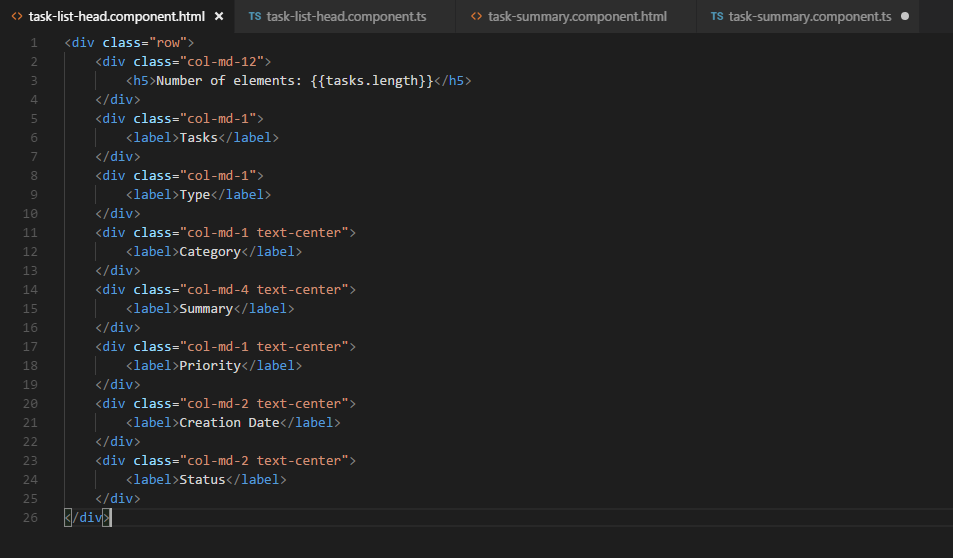 <> task-list-head.component.html × TS task-list-head.component.ts <> task-summary.component.html TS task-summary.component.ts ●
1 <div class="row">
2     <div class="col-md-12">
3         <h5>Number of elements: {{tasks.length}}</h5>
4     </div>
5     <div class="col-md-1">
6         <label>Tasks</label>
7     </div>
8     <div class="col-md-1">
9         <label>Type</label>
10     </div>
11     <div class="col-md-1 text-center">
12         <label>Category</label>
13     </div>
14     <div class="col-md-4 text-center">
15         <label>Summary</label>
16     </div>
17     <div class="col-md-1 text-center">
18         <label>Priority</label>
19     </div>
20     <div class="col-md-2 text-center">
21         <label>Creation Date</label>
22     </div>
23     <div class="col-md-2 text-center">
24         <label>Status</label>
25     </div>
26 </div>